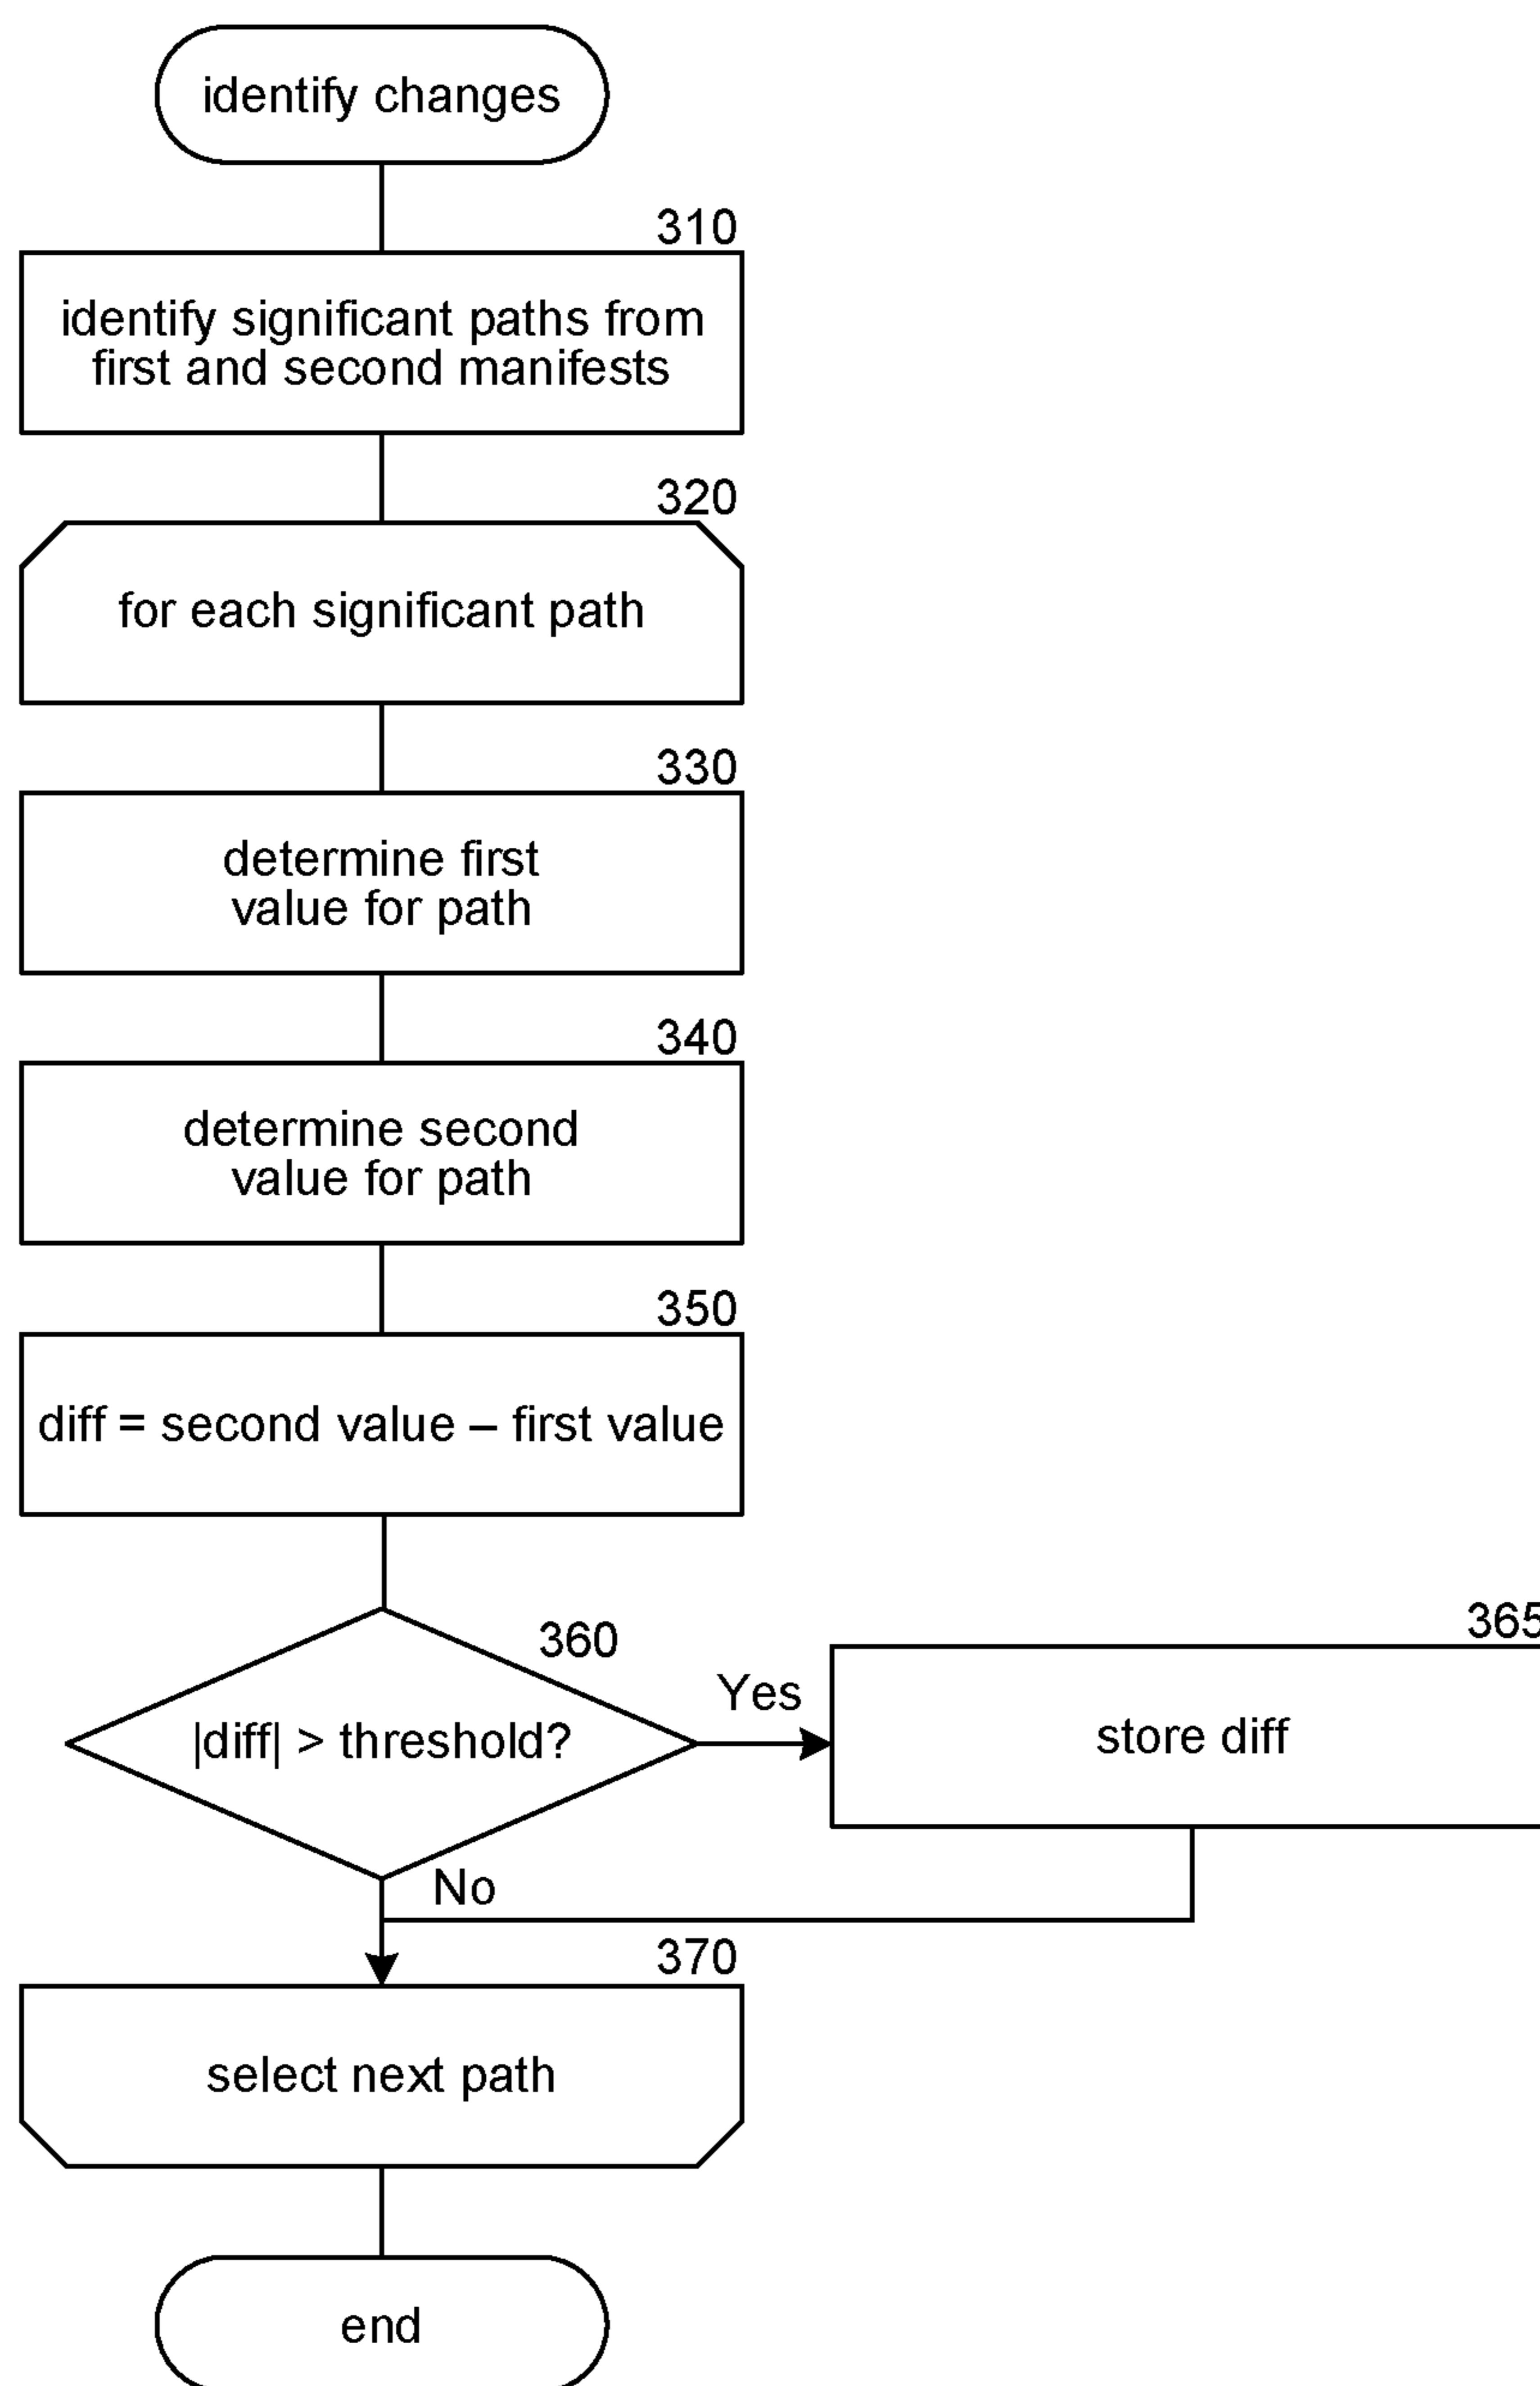 identify changes
310
identify significant paths from
first and second manifests
320
for each significant path
330
determine first
value for path
340
determine second
value for path
350
diff = second value – first value
360
|diff| > threshold?
Yes
365
store diff
No
370
select next path
end